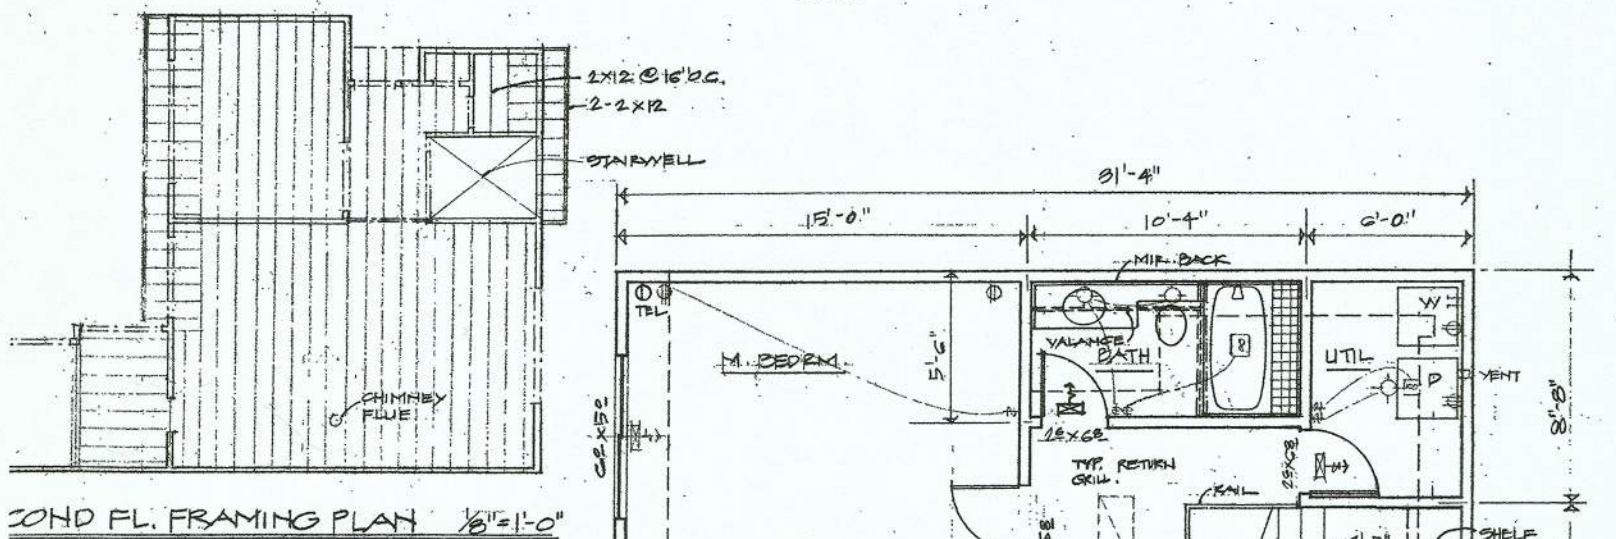 2X12 @ 16" O.C.
2-2X12
STAIRWELL
CHIMNEY
FLUE
COND FL. FRAMING PLAN 1/8"=1'-0"
31'-4"
15'-0"
10'-4"
6'-0"
MIR. BACK
TEL
M. BEDRM
5'-6"
VALANCE
BATH
UTIL
W
D
VENT
8'-8"
TYP. RETURN
GRILL.
RAIL
SHELF